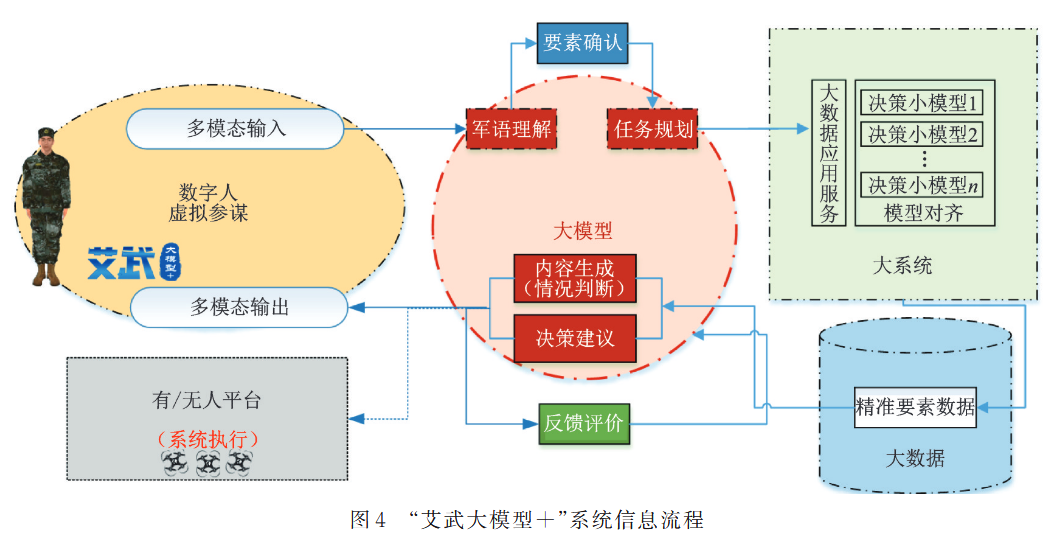 要素确认
多模态输入
军语理解
任务规划
数字人
虚拟参谋
艾武
大模型+
多模态输出
大模型
内容生成
（情况判断）
决策建议
大数据应用服务
决策小模型1
决策小模型2
⋮
决策小模型n
模型对齐
大系统
有/无人平台
（系统执行）
反馈评价
精准要素数据
大数据
图4 “艾武大模型＋”系统信息流程